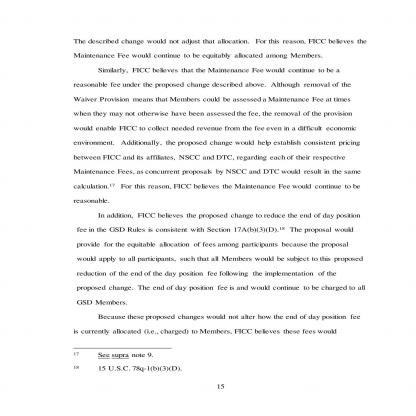 The described change would not adjust that allocation. For this reason, FICC believes the
Maintenance Fee would continue to be equitably allocated among Members.
Similarly, FICC believes that the Maintenance Fee would continue to be a
reasonable fee under the proposed change described above. Although removal of the
Waiver Provision means that Members could be assessed a Maintenance Fee at times
when they may not otherwise have been assessed the fee, the removal of the provision
would enable FICC to collect needed revenue from the fee even in a difficult economic
environment. Additionally, the proposed change would help establish consistent pricing
between FICC and its affiliates, NSCC and DTC, regarding each of their respective
Maintenance Fees, as concurrent proposals by NSCC and DTC would result in the same
calculation.17 For this reason, FICC believes the Maintenance Fee would continue to be
reasonable.
In addition, FICC believes the proposed change to reduce the end of day position
fee in the GSD Rules is consistent with Section 17A(b)(3)(D).18 The proposal would
provide for the equitable allocation of fees among participants because the proposal
would apply to all participants, such that all Members would be subject to this proposed
reduction of the end of the day position fee following the implementation of the
proposed change. The end of day position fee is and would continue to be charged to all
GSD Members.
Because these proposed changes would not alter how the end of day position fee
is currently allocated (i.e., charged) to Members, FICC believes these fees would
17 See supra note 9.
18 15 U.S.C. 78q-1(b)(3)(D).
15